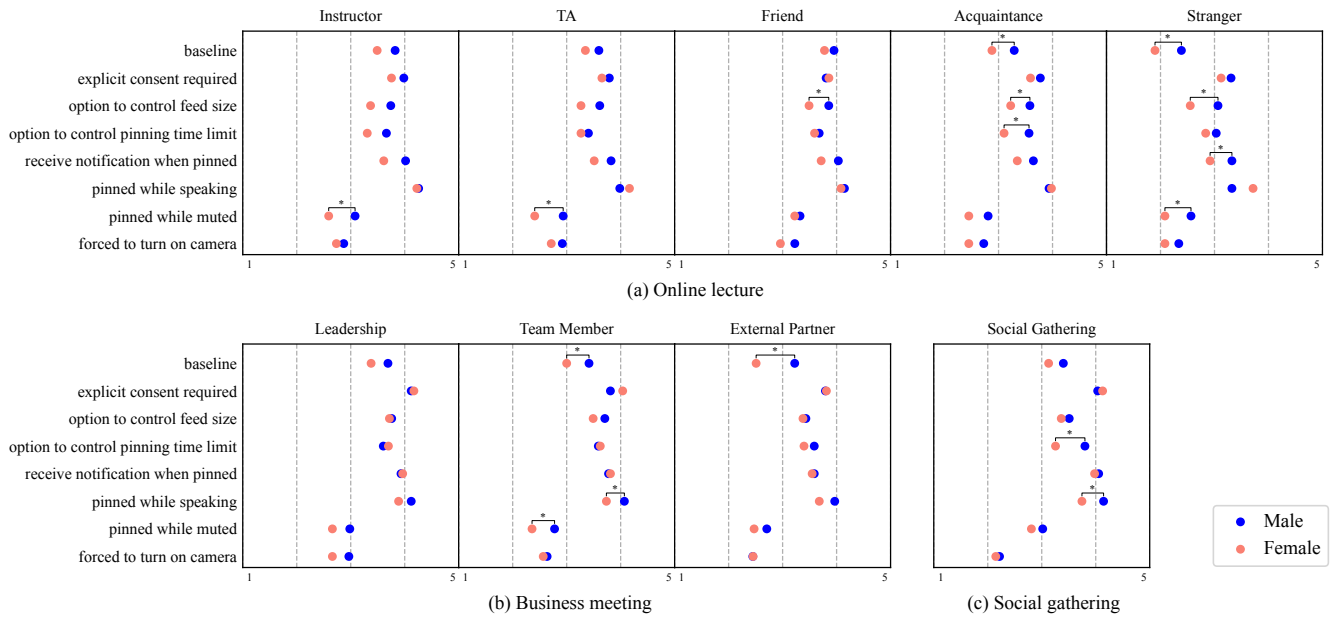 Instructor TA Friend Acquaintance Stranger
baseline * *
explicit consent required
option to control feed size * * *
option to control pinning time limit *
receive notification when pinned *
pinned while speaking
pinned while muted * * *
forced to turn on camera
1 5 1 5 1 5 1 5 1 5
(a) Online lecture
Leadership Team Member External Partner Social Gathering
baseline * *
explicit consent required
option to control feed size
option to control pinning time limit *
receive notification when pinned
pinned while speaking * *
pinned while muted *
forced to turn on camera
Male
Female
1 5 1 5 1 5 1 5
(b) Business meeting (c) Social gathering